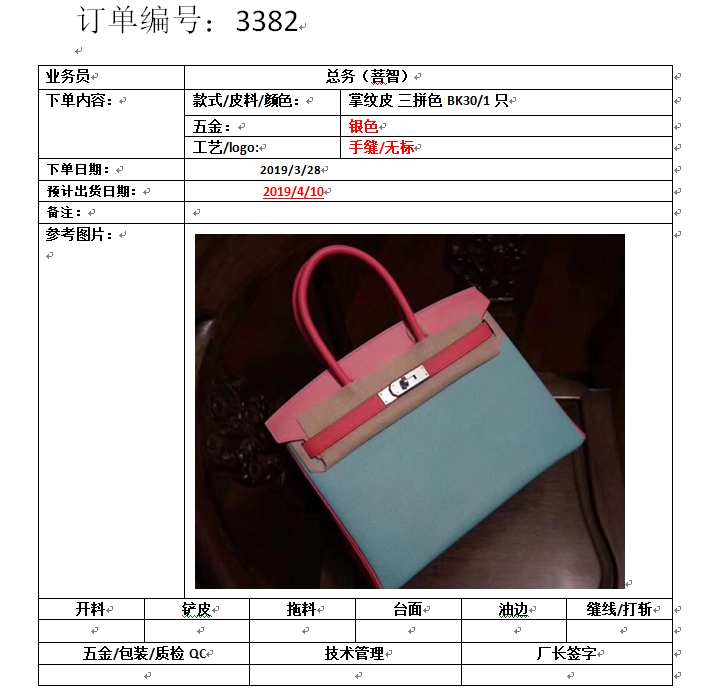 订单编号：3382
业务员 总务（菩智）
下单内容： 款式/皮料/颜色： 掌纹皮 三拼色 BK30/1 只
五金： 银色
工艺/logo: 手缝/无标
下单日期： 2019/3/28
预计出货日期： 2019/4/10
备注：
参考图片：
开料 铲皮 拖料 台面 油边 缝线/打斩
五金/包装/质检 QC 技术管理 厂长签字